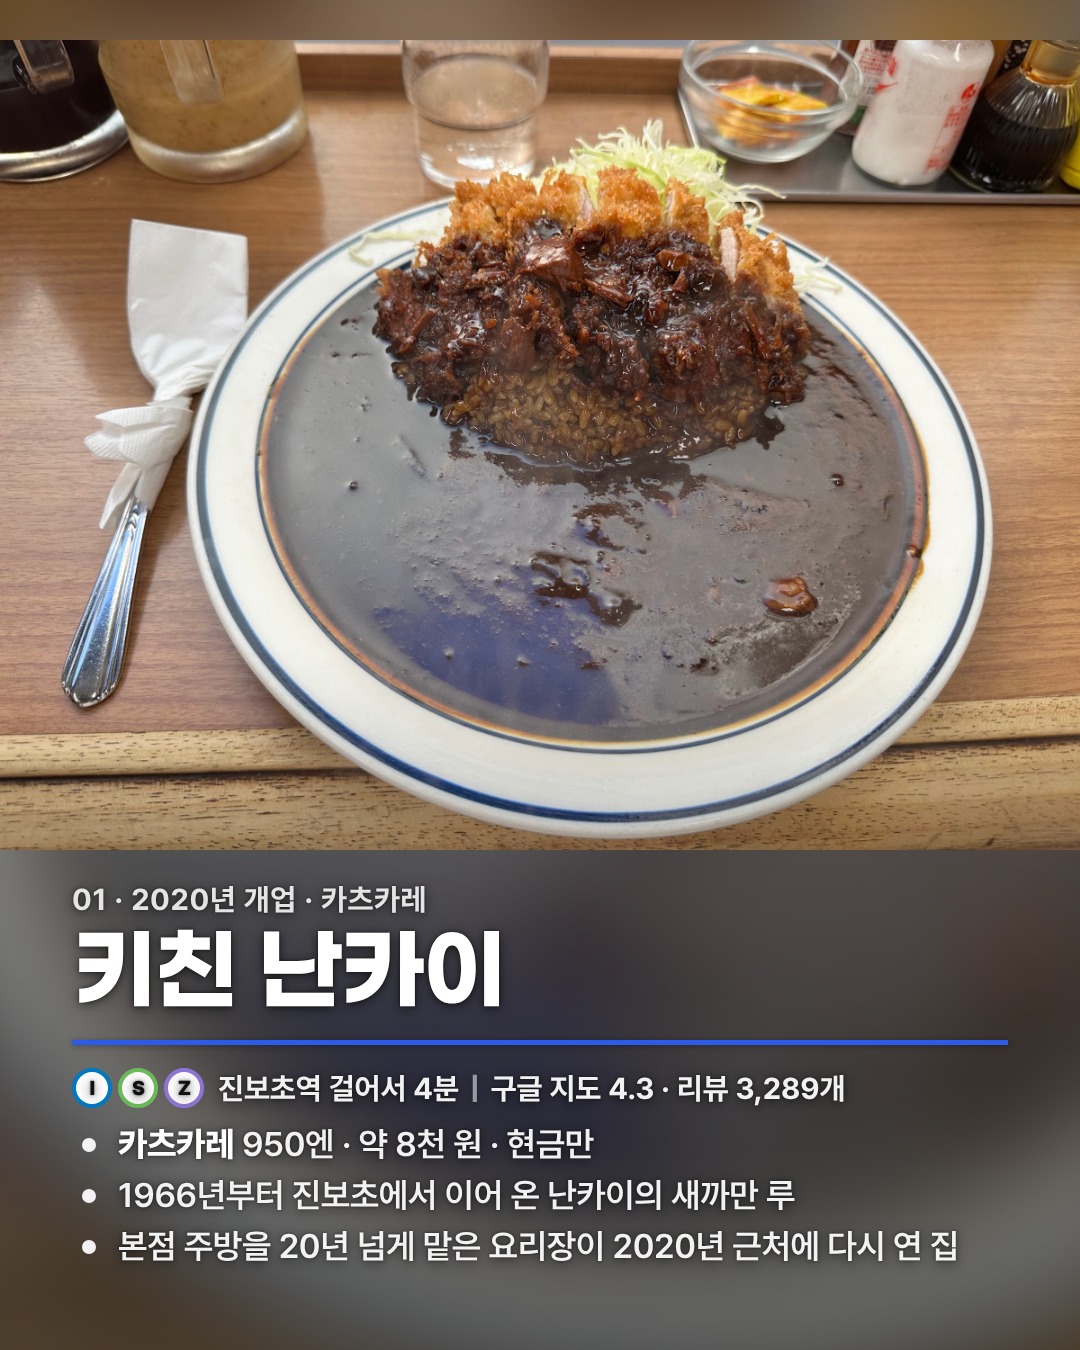 01 · 2020년 개업 · 카츠카레
키친 난카이
I S Z 진보초역 걸어서 4분 | 구글 지도 4.3 · 리뷰 3,289개
• 카츠카레 950엔 · 약 8천 원 · 현금만
• 1966년부터 진보초에서 이어 온 난카이의 새까만 루
• 본점 주방을 20년 넘게 맡은 요리장이 2020년 근처에 다시 연 집